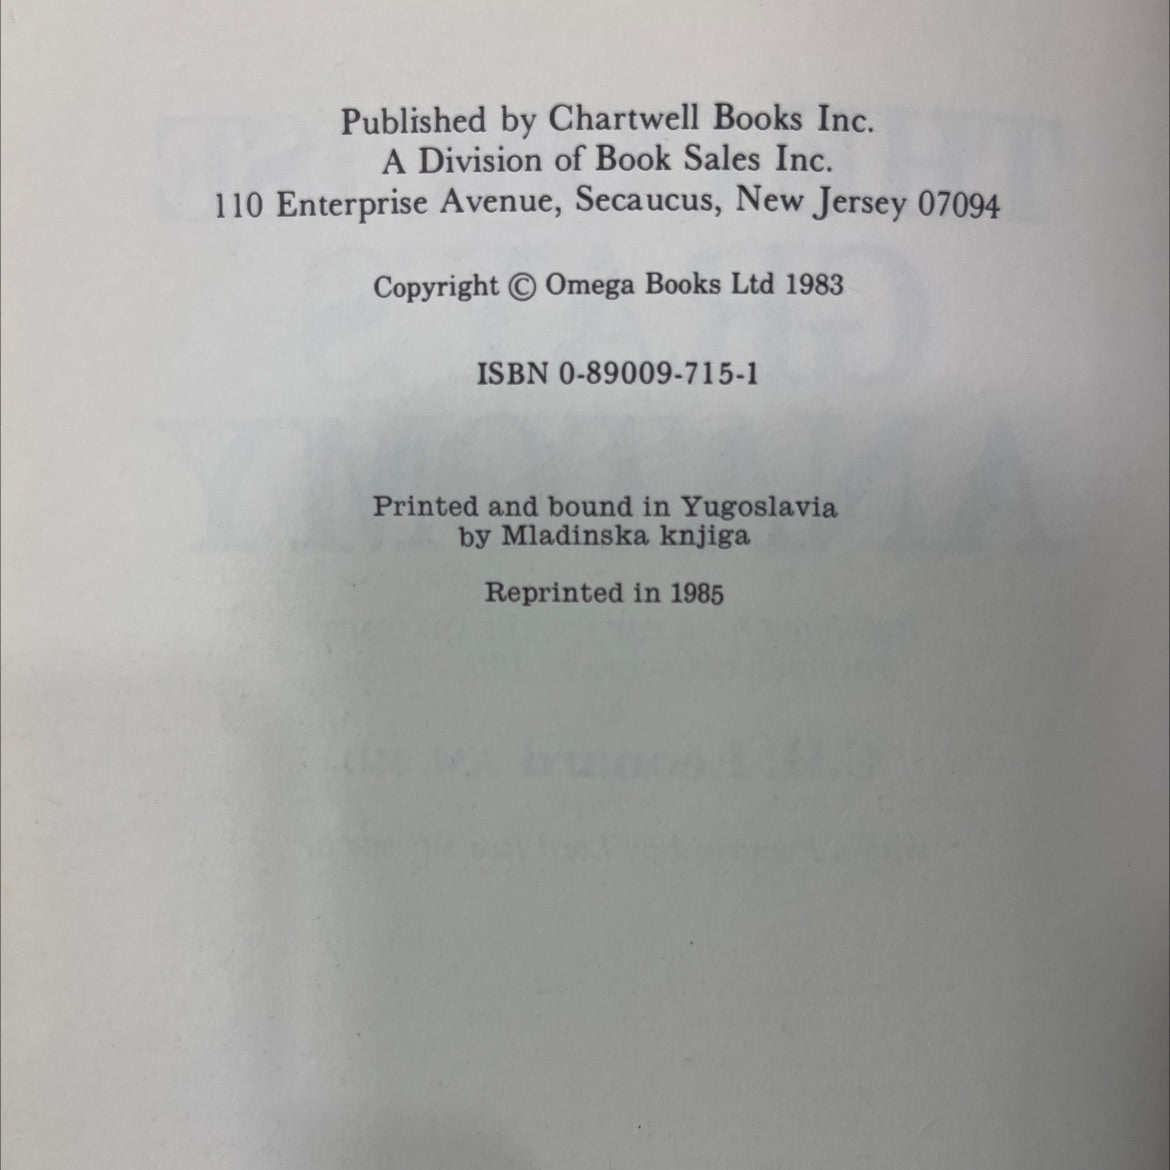 Published by Chartwell Books Inc.
A Division of Book Sales Inc.
110 Enterprise Avenue, Secaucus, New Jersey 07094
Copyright © Omega Books Ltd 1983
ISBN 0-89009-715-1
Printed and bound in Yugoslavia
by Mladinska knjiga
Reprinted in 1985